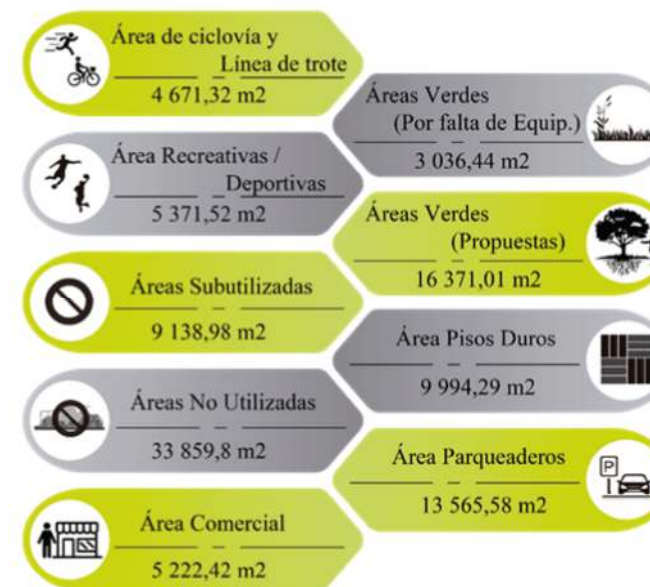 Área de ciclovía y
Línea de trote
4 671,32 m2
Áreas Verdes
(Por falta de Equip.)
3 036,44 m2
Área Recreativas /
Deportivas
5 371,52 m2
Áreas Verdes
(Propuestas)
16 371,01 m2
Áreas Subutilizadas
9 138,98 m2
Área Pisos Duros
9 994,29 m2
Áreas No Utilizadas
33 859,8 m2
Área Parqueaderos
13 565,58 m2
P
Área Comercial
5 222,42 m2